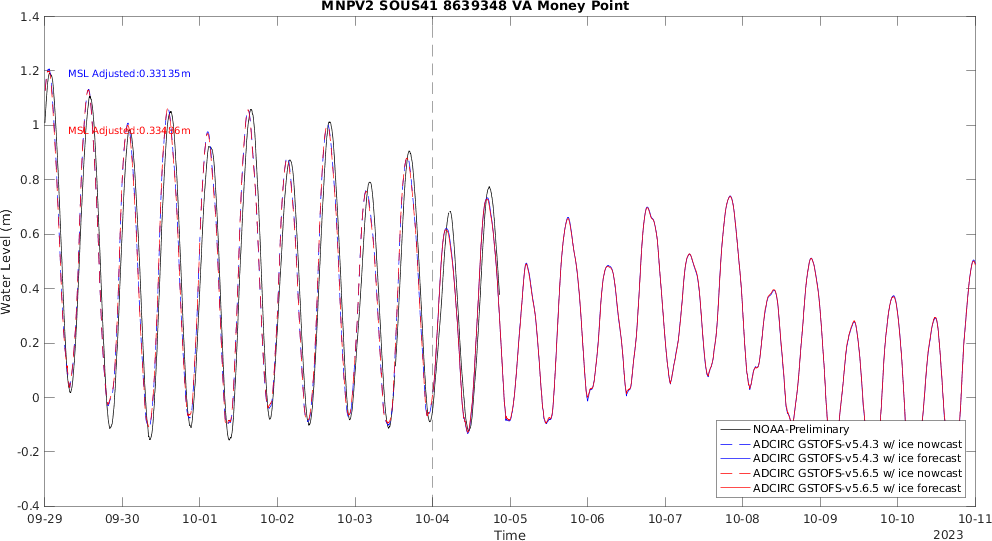 MNPV2 SOUS41 8639348 VA Money Point
1.4
1.2
1
0.8
0.6
0.4
0.2
0
-0.2
-0.4
Water Level (m)
MSL Adjusted:0.33135m
MSL Adjusted:0.33486m
NOAA-Preliminary
ADCIRC GSTOFS-v5.4.3 w/ ice nowcast
ADCIRC GSTOFS-v5.4.3 w/ ice forecast
ADCIRC GSTOFS-v5.6.5 w/ ice nowcast
ADCIRC GSTOFS-v5.6.5 w/ ice forecast
09-29 09-30 10-01 10-02 10-03 10-04 10-05 10-06 10-07 10-08 10-09 10-10 10-11
Time
2023